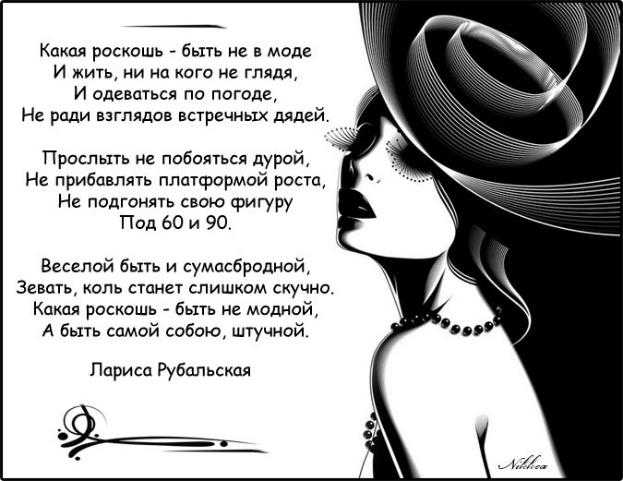 Какая роскошь - быть не в моде
И жить, ни на кого не глядя,
И одеваться по погоде,
Не ради взглядов встречных дядей.
Прослыть не побояться дурой,
Не прибавлять платформой роста,
Не подгонять свою фигуру
Под 60 и 90.
Веселой быть и сумасбродной,
Зевать, коль станет слишком скучно.
Какая роскошь - быть не модной,
А быть самой собою, штучной.
Лариса Рубальская